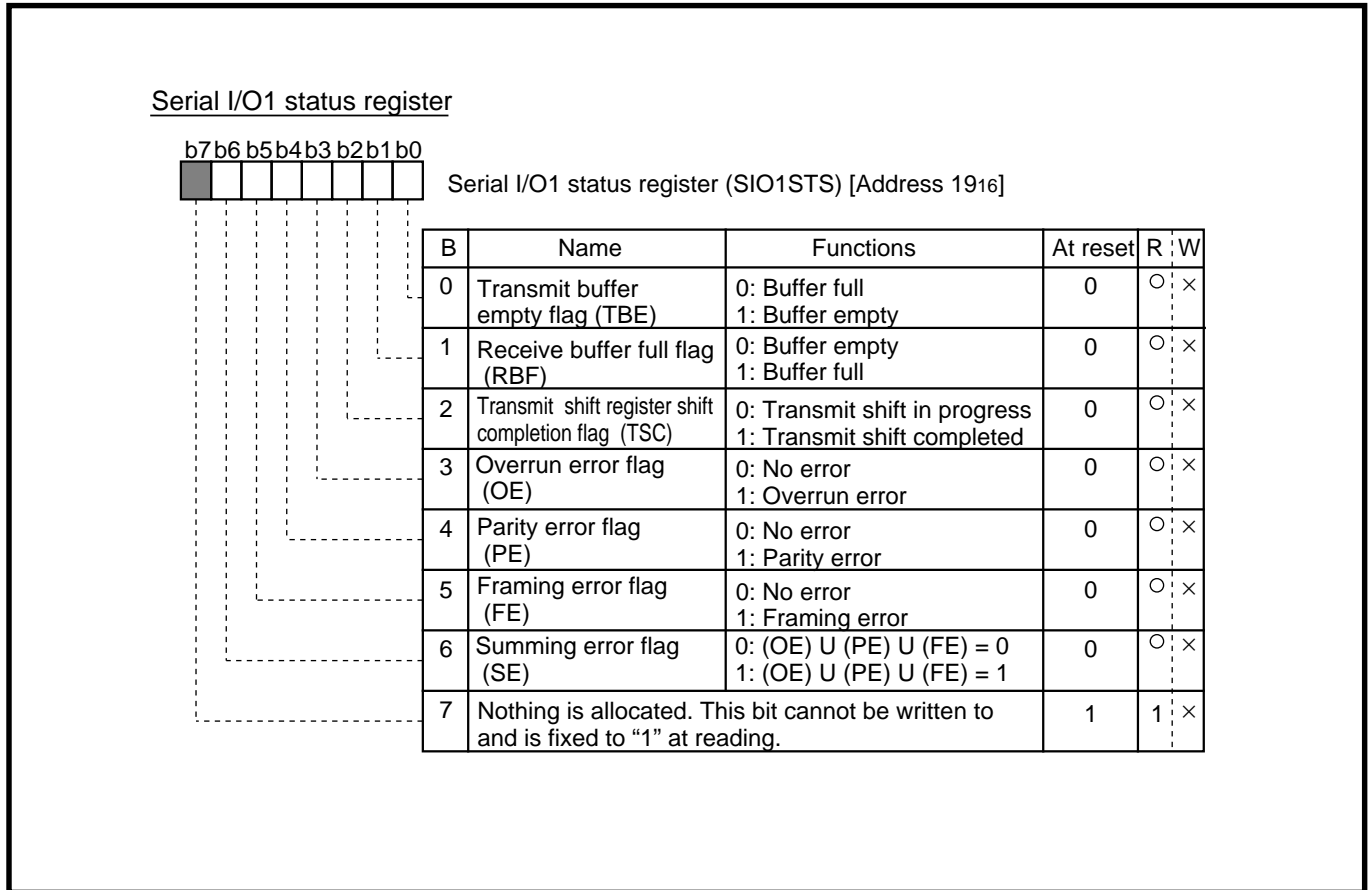 Serial I/O1 status register
b7 b6 b5 b4 b3 b2 b1 b0
Serial I/O1 status register (SIO1STS) [Address 1916]
B Name Functions At reset R W
0 Transmit buffer 0: Buffer full 0 ○ ×
empty flag (TBE) 1: Buffer empty
1 Receive buffer full flag 0: Buffer empty 0 ○ ×
(RBF) 1: Buffer full
2 Transmit shift register shift 0: Transmit shift in progress 0 ○ ×
completion flag (TSC) 1: Transmit shift completed
3 Overrun error flag 0: No error 0 ○ ×
(OE) 1: Overrun error
4 Parity error flag 0: No error 0 ○ ×
(PE) 1: Parity error
5 Framing error flag 0: No error 0 ○ ×
(FE) 1: Framing error
6 Summing error flag 0: (OE) U (PE) U (FE) = 0 0 ○ ×
(SE) 1: (OE) U (PE) U (FE) = 1
7 Nothing is allocated. This bit cannot be written to 1 1 ×
and is fixed to “1” at reading.